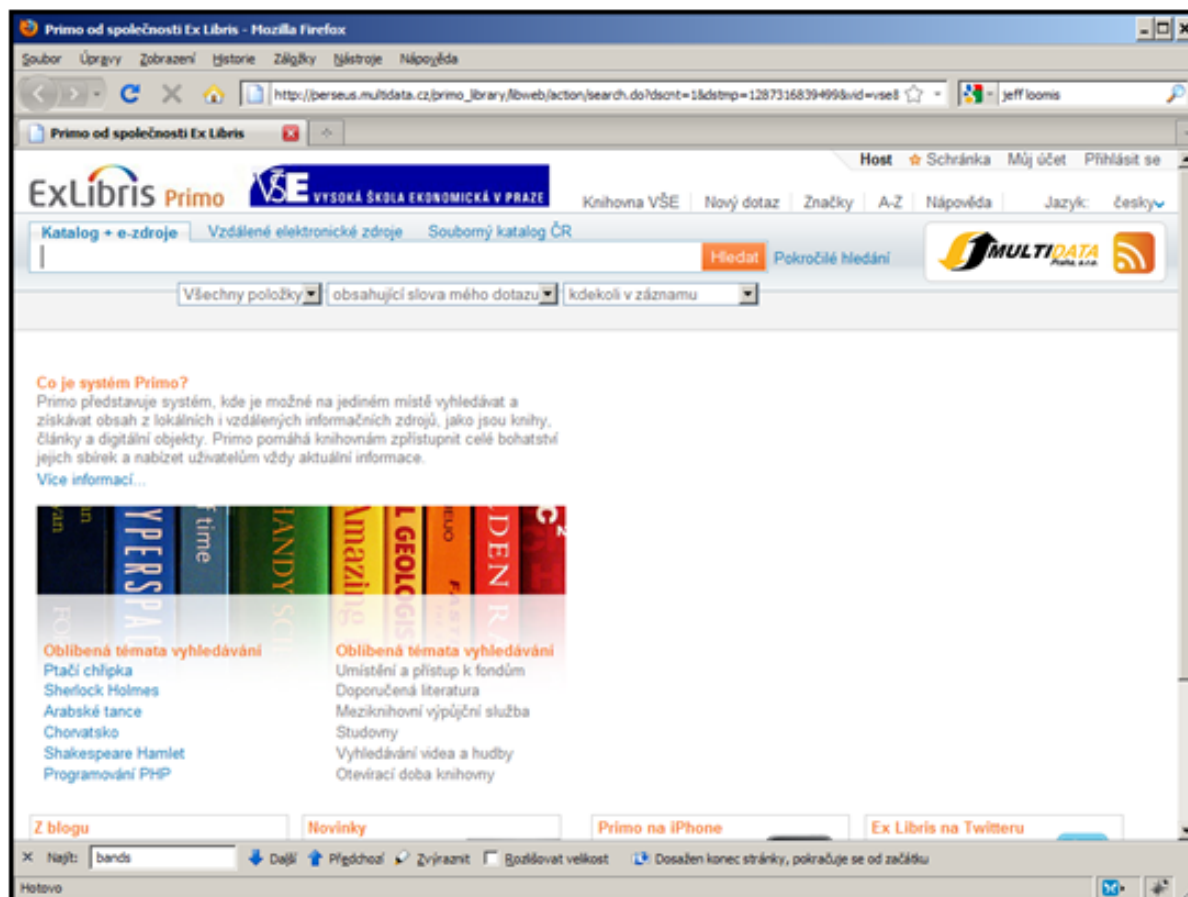 Primo od společnosti Ex Libris - Mozilla Firefox
Soubor Úpravy Zobrazení Historie Záložky Nástroje Nápověda
http://perseus.multidata.cz/primo_library/libweb/action/search.do?dscnt=1&dstmp=1287316839499&vid=vse8
jeff loomis
Primo od společnosti Ex Libris
Host Schránka Můj účet Přihlásit se
ExLibris Primo
VŠE VYSOKÁ ŠKOLA EKONOMICKÁ V PRAZE
Knihovna VŠE Nový dotaz Značky A-Z Nápověda Jazyk: česky
Katalog + e-zdroje Vzdálené elektronické zdroje Souborný katalog ČR
Hledat Pokročilé hledání
MULTIDATA
Praha, s.r.o.
Všechny položky obsahující slova mého dotazu kdekoli v záznamu
Co je systém Primo?
Primo představuje systém, kde je možné na jediném místě vyhledávat a
získávat obsah z lokálních i vzdálených informačních zdrojů, jako jsou knihy,
články a digitální objekty. Primo pomáhá knihovnám zpřístupnit celé bohatství
jejich sbírek a nabízet uživatelům vždy aktuální informace.
Více informací...
YPERSPAC
f time
HANDY SCI
Amazing
L GEOLOGIS
DEN RA
Oblíbená témata vyhledávání
Ptačí chřipka
Sherlock Holmes
Arabské tance
Chorvatsko
Shakespeare Hamlet
Programování PHP
Oblíbená témata vyhledávání
Umístění a přístup k fondům
Doporučená literatura
Meziknihovní výpůjční služba
Studovny
Vyhledávání videa a hudby
Otevírací doba knihovny
Z blogu Novinky Primo na iPhone Ex Libris na Twitteru
Najít: bands Další Předchozí Zvýraznit Rozlišovat velikost Dosažen konec stránky, pokračuje se od začátku
Hotovo